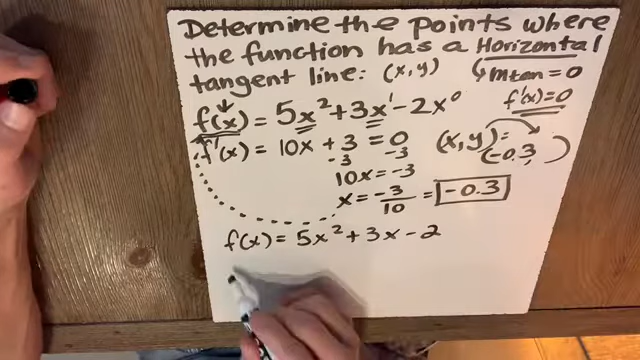 Determine the points where
the function has a Horizontal
tangent line: (x,y) mtan = 0
f(x) = 5x² + 3x¹ - 2x⁰ f'(x) = 0
f'(x) = 10x + 3 = 0 (x,y) =
-3 -3 (-0.3, )
10x = -3
x = -3/10 = -0.3
f(x) = 5x² + 3x - 2